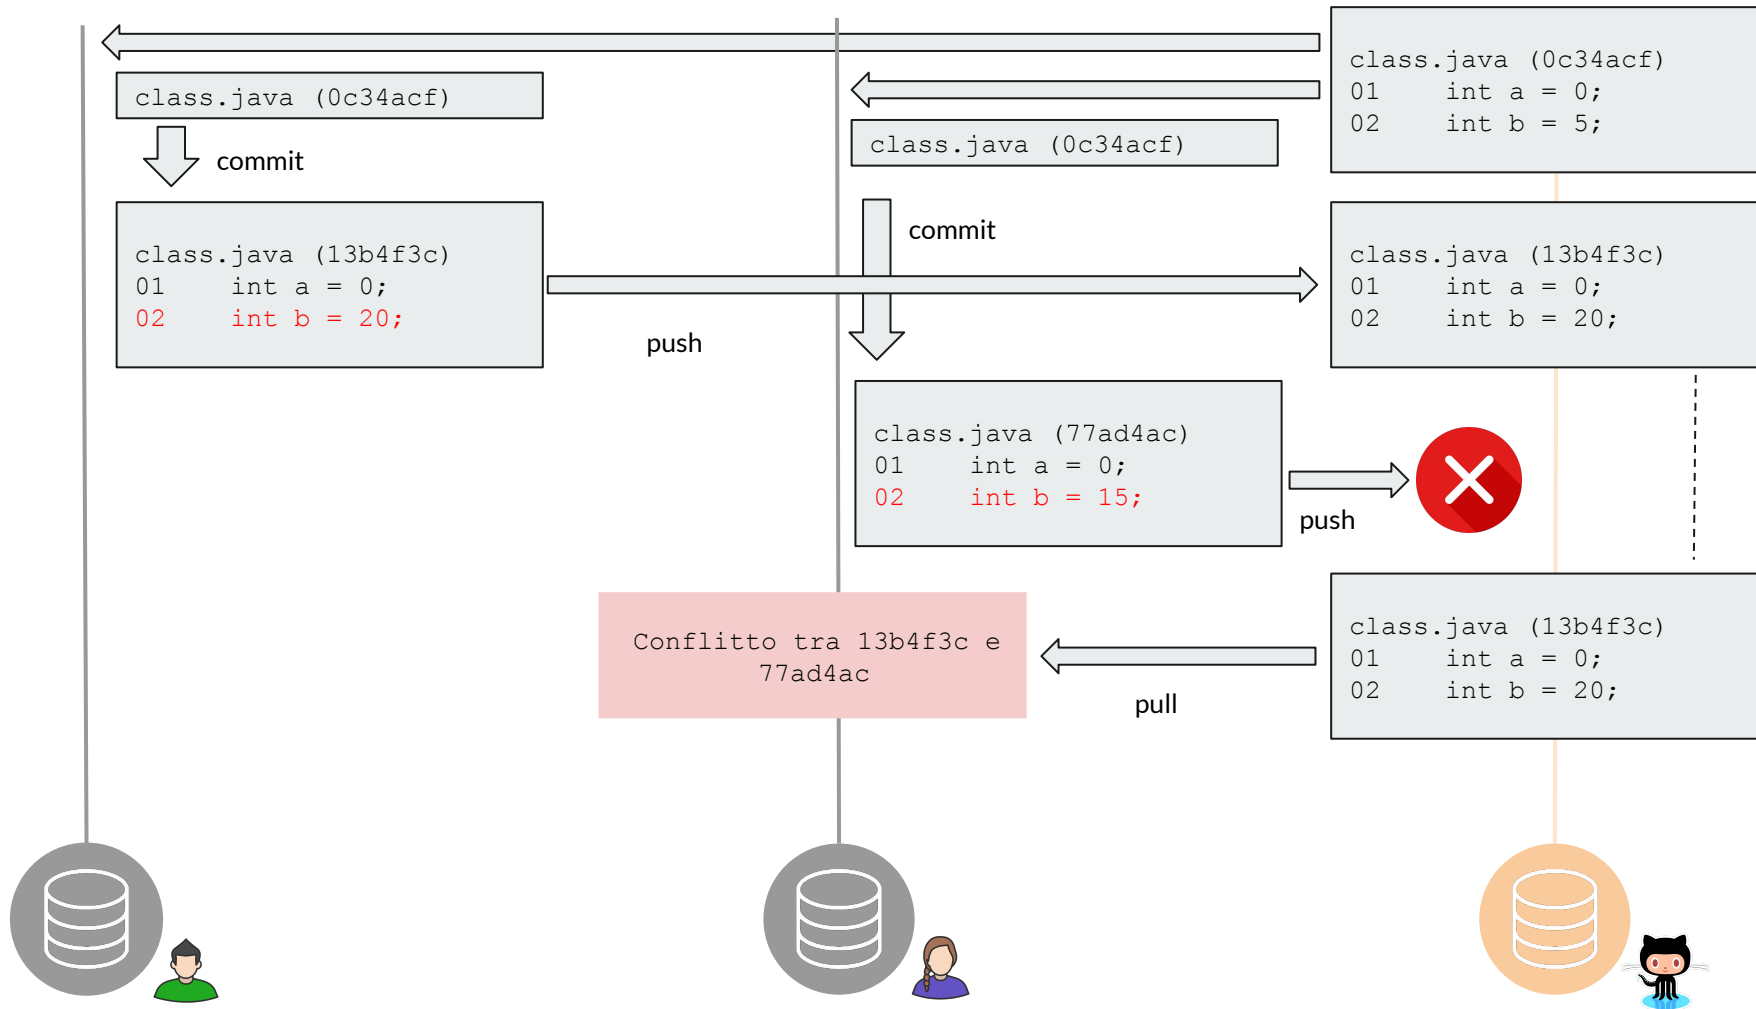 class.java (0c34acf)
01 int a = 0;
02 int b = 5;
class.java (0c34acf)
commit
class.java (0c34acf)
commit
class.java (13b4f3c)
01 int a = 0;
02 int b = 20;
push
class.java (13b4f3c)
01 int a = 0;
02 int b = 20;
class.java (77ad4ac)
01 int a = 0;
02 int b = 15;
push
class.java (13b4f3c)
01 int a = 0;
02 int b = 20;
pull
Conflitto tra 13b4f3c e
77ad4ac